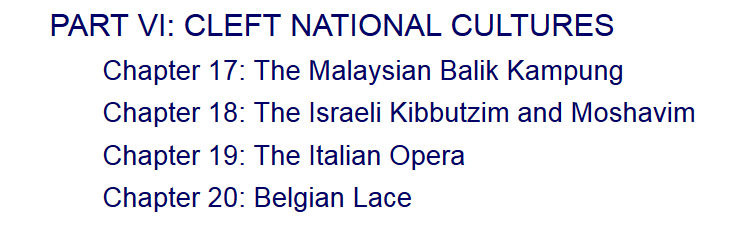 PART VI: CLEFT NATIONAL CULTURES
Chapter 17: The Malaysian Balik Kampung
Chapter 18: The Israeli Kibbutzim and Moshavim
Chapter 19: The Italian Opera
Chapter 20: Belgian Lace